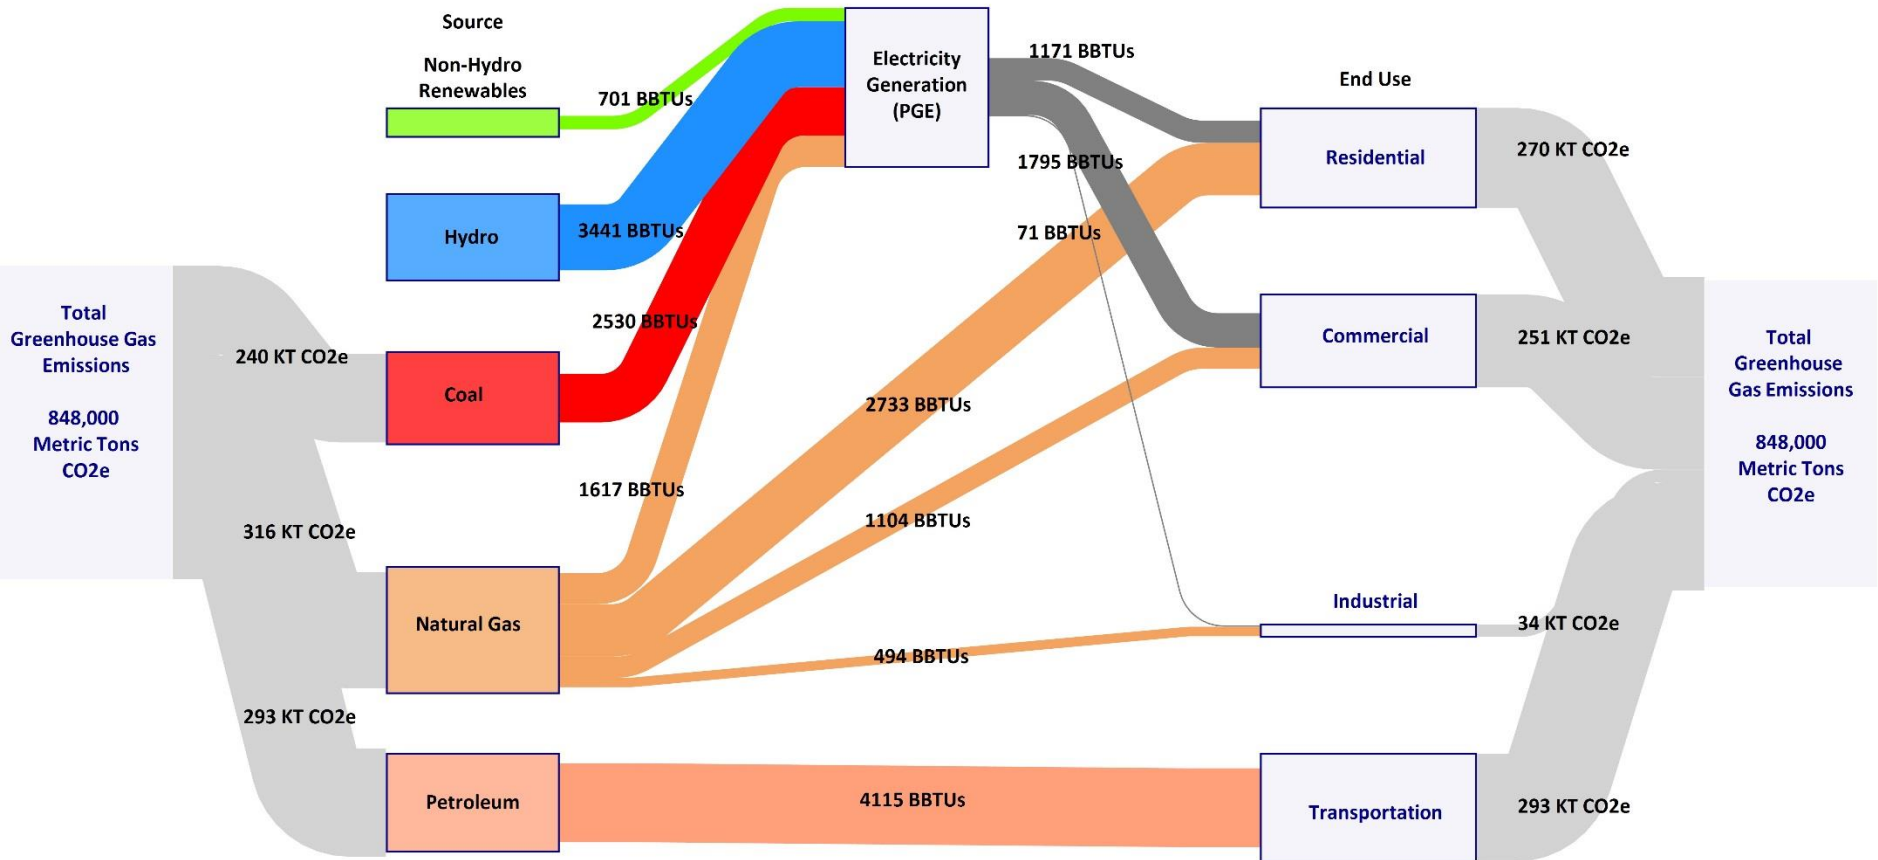 Source
Non-Hydro
Renewables
701 BBTUs
Electricity
Generation
(PGE)
1171 BBTUs
End Use
Residential
270 KT CO2e
1795 BBTUs
Hydro
3441 BBTUs
71 BBTUs
Total
Greenhouse Gas
Emissions
848,000
Metric Tons
CO2e
240 KT CO2e
2530 BBTUs
Coal
Commercial
251 KT CO2e
Total
Greenhouse
Gas Emissions
848,000
Metric Tons
CO2e
2733 BBTUs
1617 BBTUs
1104 BBTUs
316 KT CO2e
Natural Gas
494 BBTUs
Industrial
34 KT CO2e
293 KT CO2e
Petroleum
4115 BBTUs
Transportation
293 KT CO2e